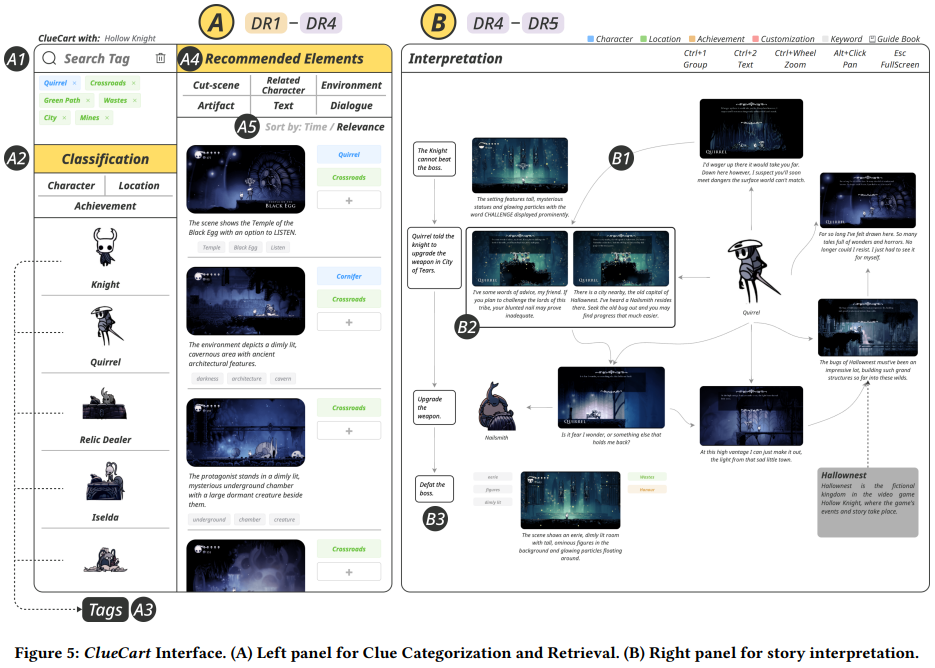 A DR1 – DR4
B DR4 – DR5
ClueCart with: Hollow Knight
Character Location Achievement Customization Keyword Guide Book
A1
Search Tag
Quirrel × Crossroads ×
Green Path × Wastes ×
City × Mines ×
A2
Classification
Character Location
Achievement
Knight
Quirrel
Relic Dealer
Iselda
Tags A3
A4 Recommended Elements
Cut-scene Related Character Environment
Artifact Text Dialogue
A5 Sort by: Time / Relevance
BLACK EGG
Quirrel
Crossroads
+
The scene shows the Temple of the
Black Egg with an option to LISTEN.
Temple Black Egg Listen
Cornifer
Crossroads
+
The environment depicts a dimly lit,
cavernous area with ancient
architectural features.
darkness architecture cavern
Crossroads
+
The protagonist stands in a dimly lit,
mysterious underground chamber
with a large dormant creature beside
them.
underground chamber creature
Crossroads
+
Interpretation
Ctrl+1 Ctrl+2 Ctrl+Wheel Alt+Click Esc
Group Text Zoom Pan FullScreen
The Knight
cannot beat
the boss.
The setting features tall, mysterious
statues and glowing particles with the
word CHALLENGE displayed prominently.
B1
QUIRREL
I'd wager up there it would take you far.
Down here however, I suspect you'll soon
meet dangers the surface world can't match.
QUIRREL
For so long I've felt drawn here. So many
tales full of wonders and horrors. No
longer could I resist. I just had to see it
for myself.
Quirrel told the
knight to
upgrade the
weapon in City
of Tears.
QUIRREL
I've some words of advice, my friend. If
you plan to challenge the lords of this
tribe, your blunted nail may prove
inadequate.
QUIRREL
There is a city nearby, the old capital of
Hallownest. I've heard a Nailsmith resides
there. Seek the old bug out and you may
find progress that much easier.
B2
Quirrel
QUIRREL
The bugs of Hallownest must've been an
impressive lot, building such grand
structures so far into these wilds.
Upgrade
the
weapon.
Nailsmith
QUIRREL
Is it fear I wonder, or something else that
holds me back?
QUIRREL
At this high vantage I can just make it out,
the light from that sad little town.
Defat the
boss.
B3
eerie
figures
dimly lit
Wastes
Honour
The scene shows an eerie, dimly lit room
with tall, ominous figures in the
background and glowing particles floating
around.
Hallownest
Hallownest is the fictional
kingdom in the video game
Hollow Knight, where the game's
events and story take place.
Figure 5: ClueCart Interface. (A) Left panel for Clue Categorization and Retrieval. (B) Right panel for story interpretation.